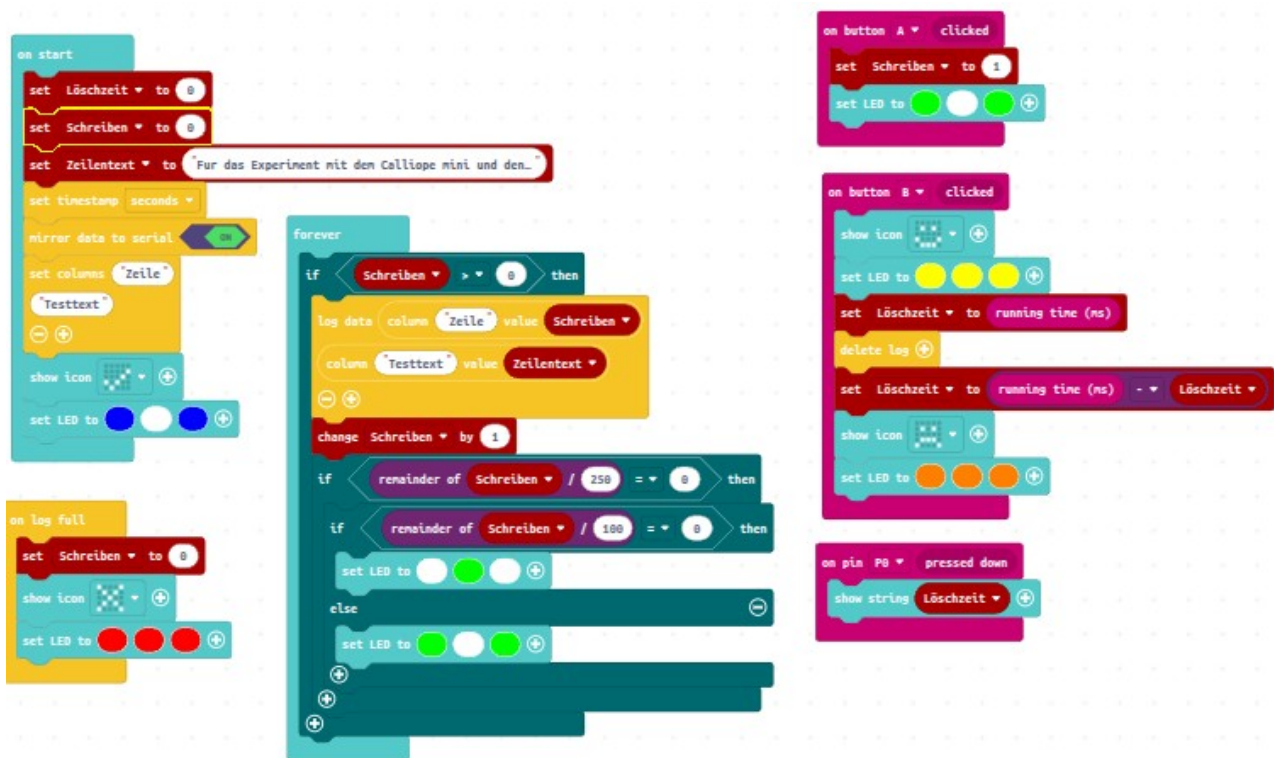 on start
set Löschzeit to 0
set Schreiben to 0
set Zeilentext to "Fur das Experiment mit dem Calliope mini und den…"
set timestamp seconds
mirror data to serial ON
set columns "Zeile"
"Testtext"
show icon
set LED to
on log full
set Schreiben to 0
show icon
set LED to
forever
if Schreiben > 0 then
log data column "Zeile" value Schreiben
column "Testtext" value Zeilentext
change Schreiben by 1
if remainder of Schreiben / 250 = 0 then
if remainder of Schreiben / 100 = 0 then
set LED to
else
set LED to
on button A clicked
set Schreiben to 1
set LED to
on button B clicked
show icon
set LED to
set Löschzeit to running time (ms)
delete log
set Löschzeit to running time (ms) - Löschzeit
show icon
set LED to
on pin P0 pressed down
show string Löschzeit